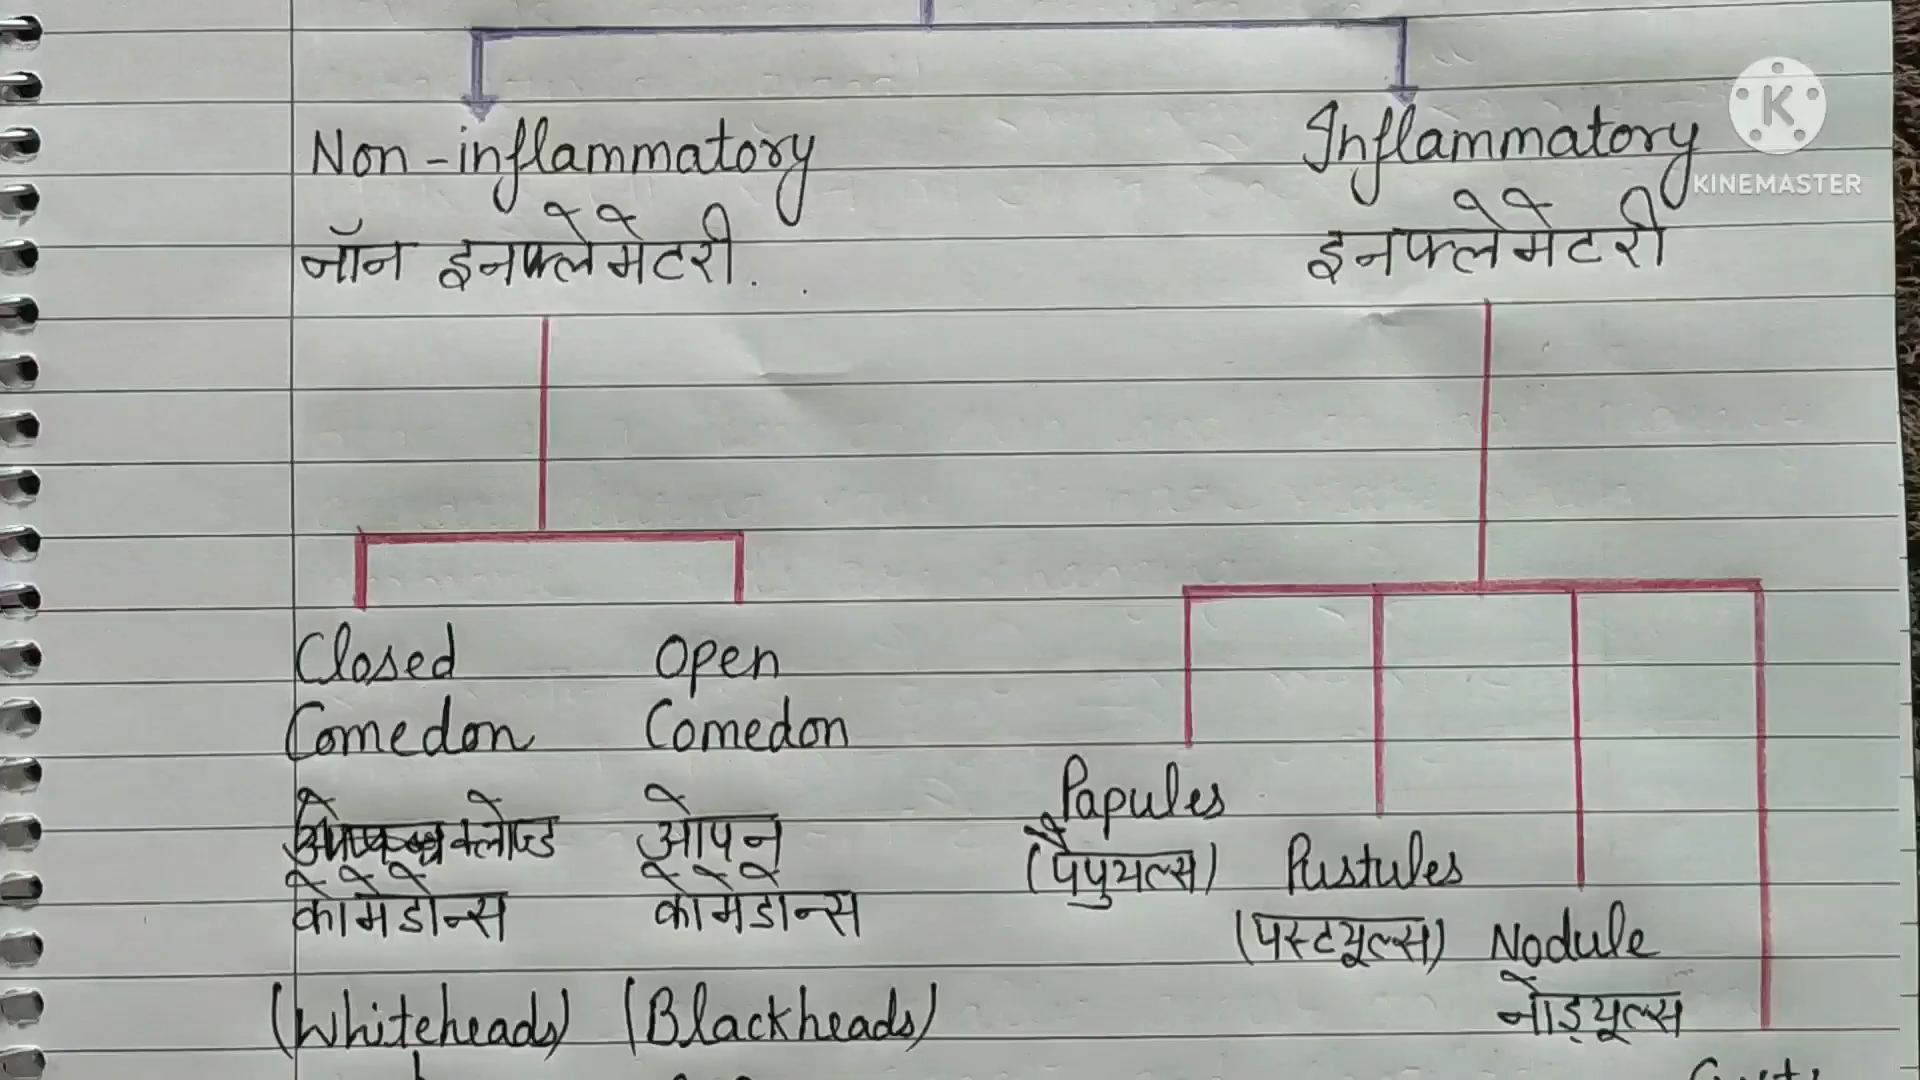 Non-inflammatory
नॉन इनफ्लेमेटरी.
Inflammatory
इनफ्लेमेटरी
KINEMASTER
Closed
Comedon
क्लोज्ड
कोमेडोन्स
(Whiteheads)
Open
Comedon
ओपन
कोमेडोन्स
(Blackheads)
Papules
(पैपुयल्स)
Pustules
(पस्ट्यूल्स)
Nodule
नोड्यूल्स